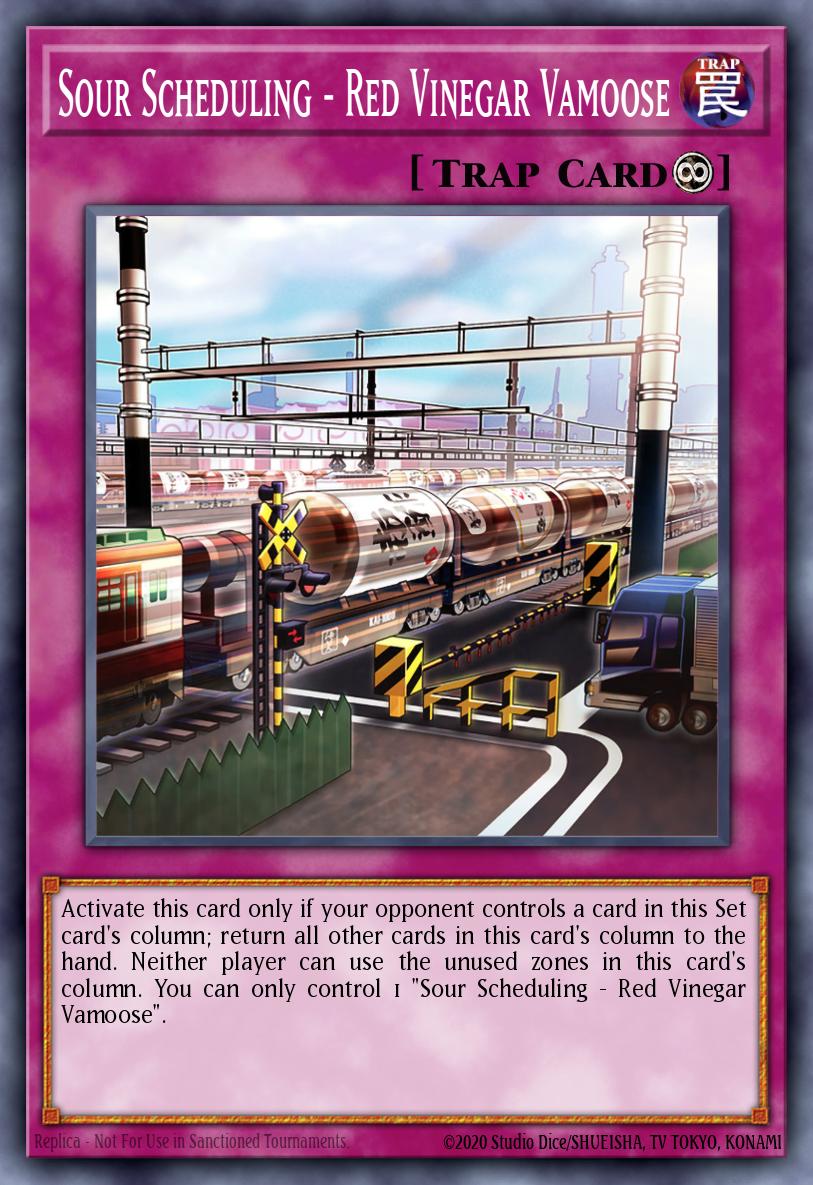 Sour Scheduling - Red Vinegar Vamoose
TRAP
罠
[Trap Card∞]
KAI-1003
Activate this card only if your opponent controls a card in this Set
card's column; return all other cards in this card's column to the
hand. Neither player can use the unused zones in this card's
column. You can only control 1 "Sour Scheduling - Red Vinegar
Vamoose".
Replica - Not For Use in Sanctioned Tournaments.
©2020 Studio Dice/SHUEISHA, TV TOKYO, KONAMI